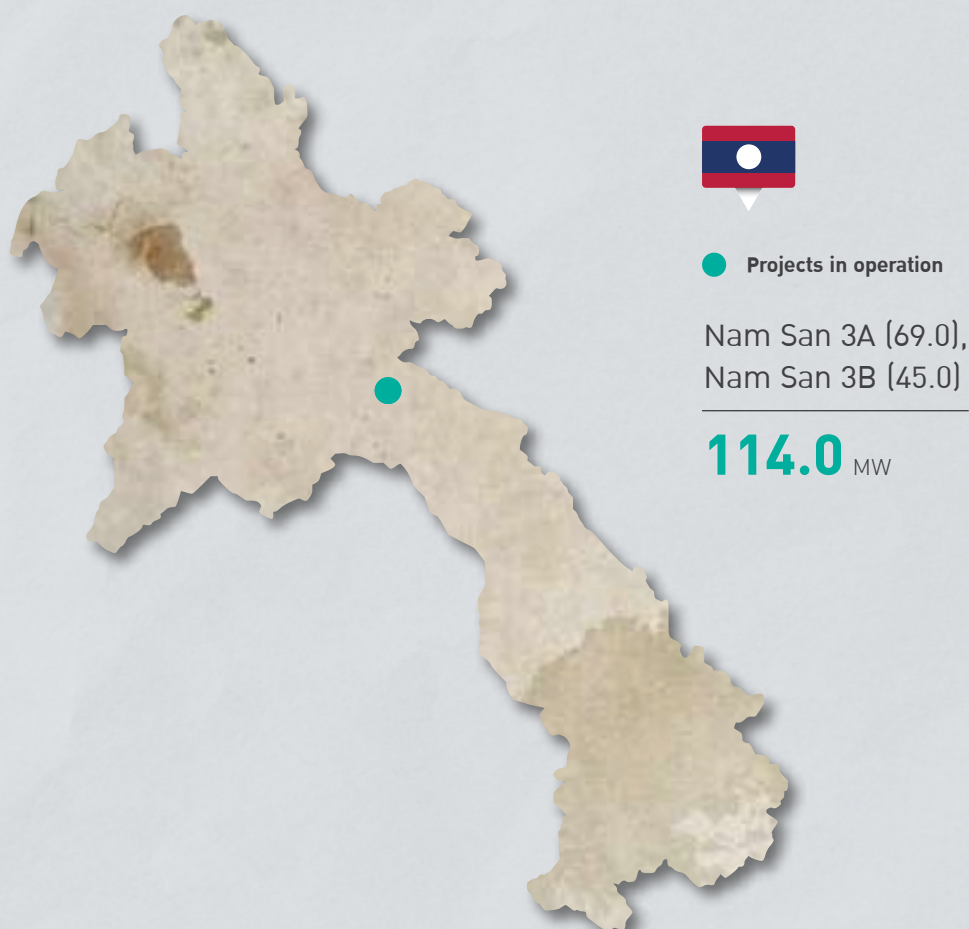 Projects in operation
Nam San 3A (69.0),
Nam San 3B (45.0)
114.0 MW